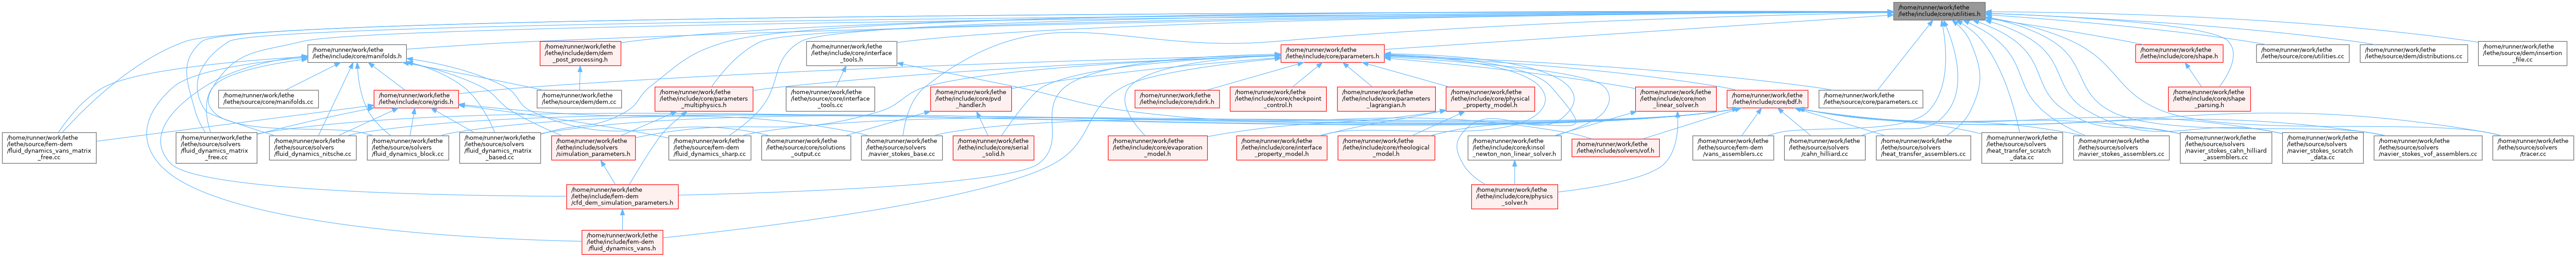 /home/runner/work/lethe
/lethe/include/core/utilities.h
/home/runner/work/lethe
/lethe/include/core/manifolds.h
/home/runner/work/lethe
/lethe/include/dem/dem
_post_processing.h
/home/runner/work/lethe
/lethe/include/core/interface
_tools.h
/home/runner/work/lethe
/lethe/include/core/parameters.h
/home/runner/work/lethe
/lethe/include/core/shape.h
/home/runner/work/lethe
/lethe/source/core/utilities.cc
/home/runner/work/lethe
/lethe/source/dem/distributions.cc
/home/runner/work/lethe
/lethe/source/dem/insertion
_file.cc
/home/runner/work/lethe
/lethe/source/core/manifolds.cc
/home/runner/work/lethe
/lethe/include/core/grids.h
/home/runner/work/lethe
/lethe/source/dem/dem.cc
/home/runner/work/lethe
/lethe/include/core/parameters
_multiphysics.h
/home/runner/work/lethe
/lethe/source/core/interface
_tools.cc
/home/runner/work/lethe
/lethe/include/core/pvd
_handler.h
/home/runner/work/lethe
/lethe/include/core/sdirk.h
/home/runner/work/lethe
/lethe/include/core/checkpoint
_control.h
/home/runner/work/lethe
/lethe/include/core/parameters
_lagrangian.h
/home/runner/work/lethe
/lethe/include/core/physical
_property_model.h
/home/runner/work/lethe
/lethe/include/core/non
_linear_solver.h
/home/runner/work/lethe
/lethe/include/core/bdf.h
/home/runner/work/lethe
/lethe/source/core/parameters.cc
/home/runner/work/lethe
/lethe/include/core/shape
_parsing.h
/home/runner/work/lethe
/lethe/source/fem-dem
/fluid_dynamics_vans_matrix
_free.cc
/home/runner/work/lethe
/lethe/source/solvers
/fluid_dynamics_matrix
_free.cc
/home/runner/work/lethe
/lethe/source/solvers
/fluid_dynamics_nitsche.cc
/home/runner/work/lethe
/lethe/source/solvers
/fluid_dynamics_block.cc
/home/runner/work/lethe
/lethe/source/solvers
/fluid_dynamics_matrix
_based.cc
/home/runner/work/lethe
/lethe/include/solvers
/simulation_parameters.h
/home/runner/work/lethe
/lethe/source/fem-dem
/fluid_dynamics_sharp.cc
/home/runner/work/lethe
/lethe/source/core/solutions
_output.cc
/home/runner/work/lethe
/lethe/source/solvers
/navier_stokes_base.cc
/home/runner/work/lethe
/lethe/include/core/serial
_solid.h
/home/runner/work/lethe
/lethe/include/core/evaporation
_model.h
/home/runner/work/lethe
/lethe/include/core/interface
_property_model.h
/home/runner/work/lethe
/lethe/include/core/rheological
_model.h
/home/runner/work/lethe
/lethe/include/core/kinsol
_newton_non_linear_solver.h
/home/runner/work/lethe
/lethe/include/solvers/vof.h
/home/runner/work/lethe
/lethe/source/fem-dem
/vans_assemblers.cc
/home/runner/work/lethe
/lethe/source/solvers
/cahn_hilliard.cc
/home/runner/work/lethe
/lethe/source/solvers
/heat_transfer_assemblers.cc
/home/runner/work/lethe
/lethe/source/solvers
/heat_transfer_scratch
_data.cc
/home/runner/work/lethe
/lethe/source/solvers
/navier_stokes_assemblers.cc
/home/runner/work/lethe
/lethe/source/solvers
/navier_stokes_cahn_hilliard
_assemblers.cc
/home/runner/work/lethe
/lethe/source/solvers
/navier_stokes_scratch
_data.cc
/home/runner/work/lethe
/lethe/source/solvers
/navier_stokes_vof_assemblers.cc
/home/runner/work/lethe
/lethe/source/solvers
/tracer.cc
/home/runner/work/lethe
/lethe/include/fem-dem
/cfd_dem_simulation_parameters.h
/home/runner/work/lethe
/lethe/include/core/physics
_solver.h
/home/runner/work/lethe
/lethe/include/fem-dem
/fluid_dynamics_vans.h